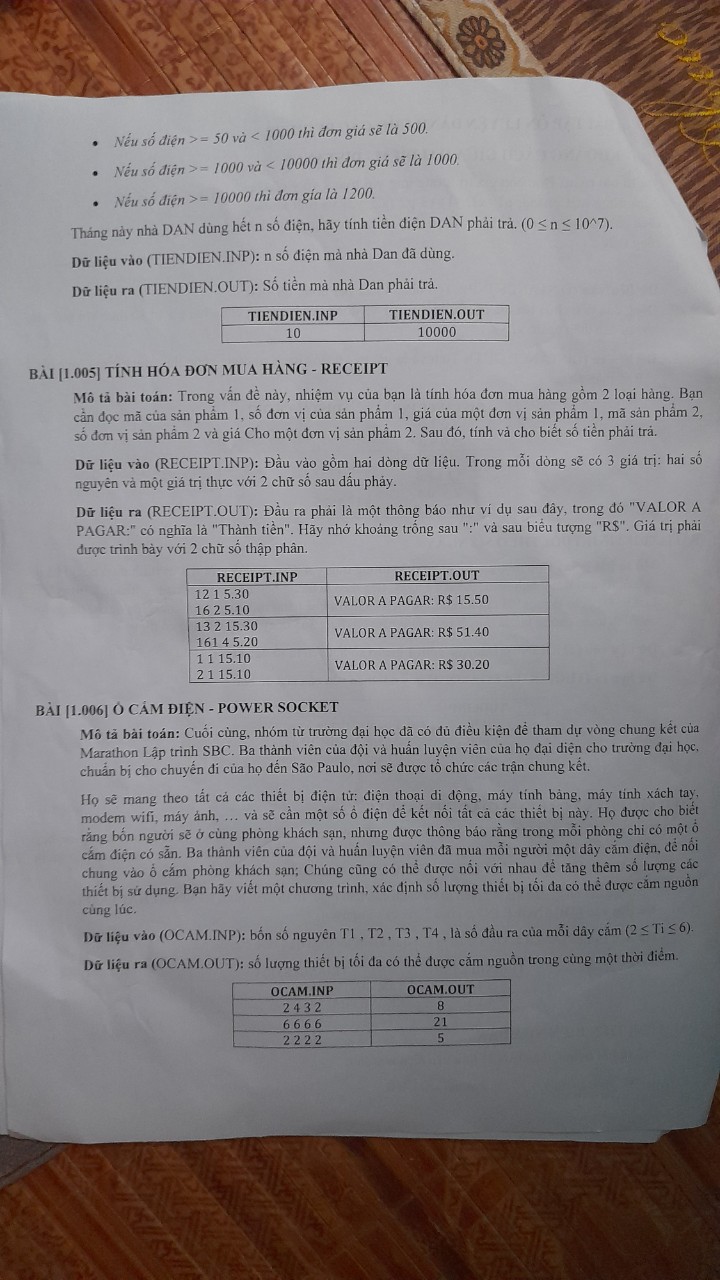 • Nếu số điện >= 50 và < 1000 thì đơn giá sẽ là 500.
• Nếu số điện >= 1000 và < 10000 thì đơn giá sẽ là 1000.
• Nếu số điện >= 10000 thì đơn gía là 1200.
Tháng này nhà DAN dùng hết n số điện, hãy tính tiền điện DAN phải trả. (0 ≤ n ≤ 10^7).
Dữ liệu vào (TIENDIEN.INP): n số điện mà nhà Dan đã dùng.
Dữ liệu ra (TIENDIEN.OUT): Số tiền mà nhà Dan phải trả.
TIENDIEN.INP TIENDIEN.OUT
10 10000
BÀI [1.005] TÍNH HÓA ĐƠN MUA HÀNG - RECEIPT
Mô tả bài toán: Trong vấn đề này, nhiệm vụ của bạn là tính hóa đơn mua hàng gồm 2 loại hàng. Bạn
cần đọc mã của sản phẩm 1, số đơn vị của sản phẩm 1, giá của một đơn vị sản phẩm 1, mã sản phẩm 2,
số đơn vị sản phẩm 2 và giá Cho một đơn vị sản phẩm 2. Sau đó, tính và cho biết số tiền phải trả.
Dữ liệu vào (RECEIPT.INP): Đầu vào gồm hai dòng dữ liệu. Trong mỗi dòng sẽ có 3 giá trị: hai số
nguyên và một giá trị thực với 2 chữ số sau dấu phảy.
Dữ liệu ra (RECEIPT.OUT): Đầu ra phải là một thông báo như ví dụ sau đây, trong đó "VALOR A
PAGAR:" có nghĩa là "Thành tiền". Hãy nhớ khoảng trống sau ":" và sau biểu tượng "R$". Giá trị phải
được trình bày với 2 chữ số thập phân.
RECEIPT.INP RECEIPT.OUT
12 1 5.30
16 2 5.10
VALOR A PAGAR: R$ 15.50
13 2 15.30
161 4 5.20
VALOR A PAGAR: R$ 51.40
1 1 15.10
2 1 15.10
VALOR A PAGAR: R$ 30.20
BÀI [1.006] Ổ CẮM ĐIỆN - POWER SOCKET
Mô tả bài toán: Cuối cùng, nhóm từ trường đại học đã có đủ điều kiện để tham dự vòng chung kết của
Marathon Lập trình SBC. Ba thành viên của đội và huấn luyện viên của họ đại diện cho trường đại học,
chuẩn bị cho chuyến đi của họ đến São Paulo, nơi sẽ được tổ chức các trận chung kết.
Họ sẽ mang theo tất cả các thiết bị điện tử: điện thoại di động, máy tính bảng, máy tính xách tay,
modem wifi, máy ảnh, … và sẽ cần một số ổ điện để kết nối tất cả các thiết bị này. Họ được cho biết
rằng bốn người sẽ ở cùng phòng khách sạn, nhưng được thông báo rằng trong mỗi phòng chỉ có một ổ
cắm điện có sẵn. Ba thành viên của đội và huấn luyện viên đã mua mỗi người một dây cắm điện, để nối
chung vào ổ cắm phòng khách sạn; Chúng cũng có thể được nối với nhau để tăng thêm số lượng các
thiết bị sử dụng. Bạn hãy viết một chương trình, xác định số lượng thiết bị tối đa có thể được cắm nguồn
cùng lúc.
Dữ liệu vào (OCAM.INP): bốn số nguyên T1 , T2 , T3 , T4 , là số đầu ra của mỗi dây cắm (2 ≤ Ti ≤ 6).
Dữ liệu ra (OCAM.OUT): số lượng thiết bị tối đa có thể được cắm nguồn trong cùng một thời điểm.
OCAM.INP OCAM.OUT
2 4 3 2 8
6 6 6 6 21
2 2 2 2 5